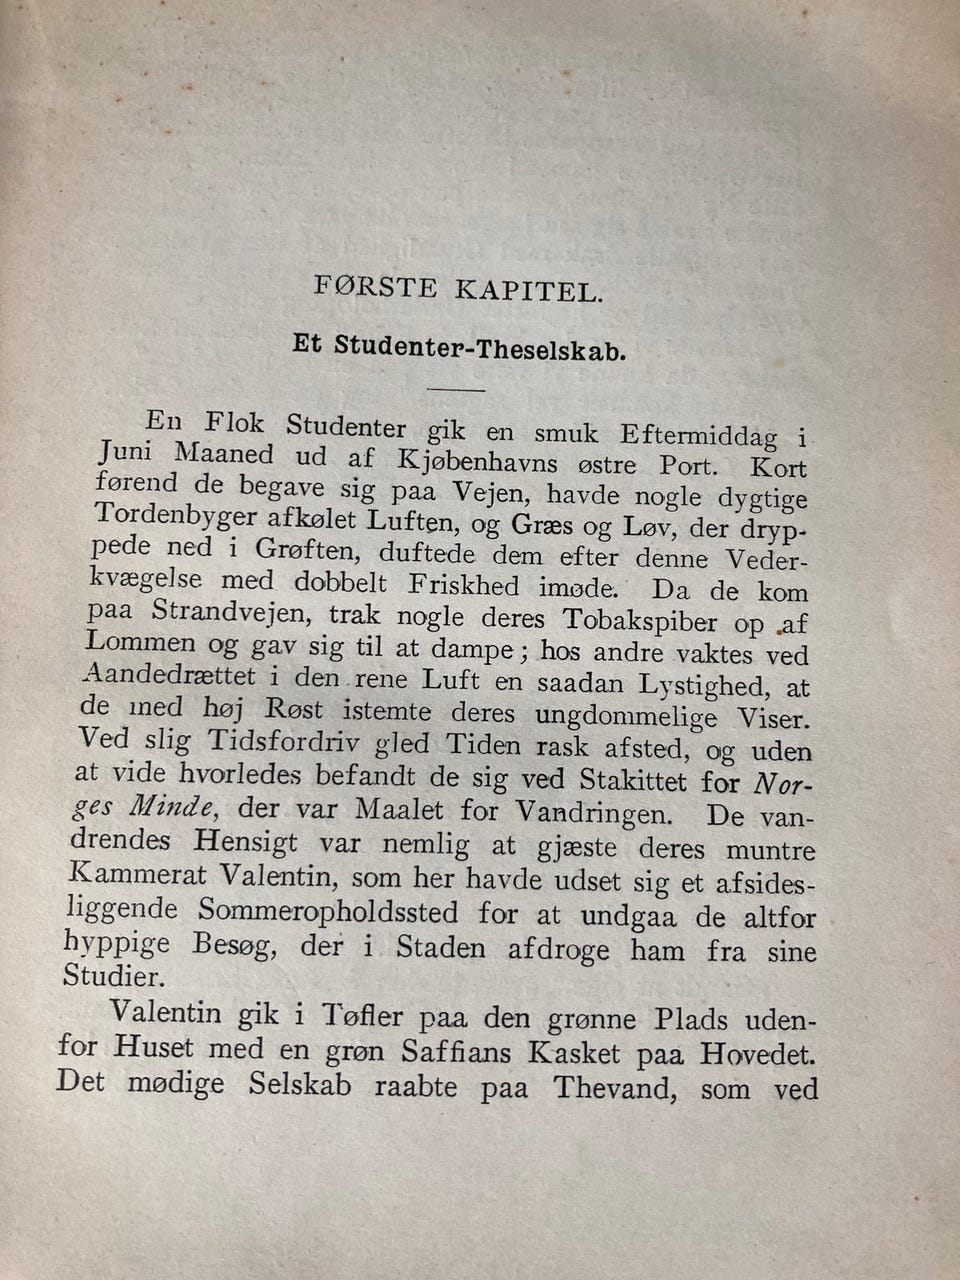 FØRSTE KAPITEL.
Et Studenter-Theselskab.
En Flok Studenter gik en smuk Eftermiddag i
Juni Maaned ud af Kjøbenhavns østre Port. Kort
førend de begave sig paa Vejen, havde nogle dygtige
Tordenbyger afkølet Luften, og Græs og Løv, der dryp-
pede ned i Grøften, duftede dem efter denne Veder-
kvægelse med dobbelt Friskhed imøde. Da de kom
paa Strandvejen, trak nogle deres Tobakspiber op af
Lommen og gav sig til at dampe; hos andre vaktes ved
Aandedrættet i den rene Luft en saadan Lystighed, at
de med høj Røst istemte deres ungdommelige Viser.
Ved slig Tidsfordriv gled Tiden rask afsted, og uden
at vide hvorledes befandt de sig ved Stakittet for Nor-
ges Minde, der var Maalet for Vandringen. De van-
drendes Hensigt var nemlig at gjæste deres muntre
Kammerat Valentin, som her havde udset sig et afsides-
liggende Sommeropholdssted for at undgaa de altfor
hyppige Besøg, der i Staden afdroge ham fra sine
Studier.
Valentin gik i Tøfler paa den grønne Plads uden-
for Huset med en grøn Saffians Kasket paa Hovedet.
Det mødige Selskab raabte paa Thevand, som ved